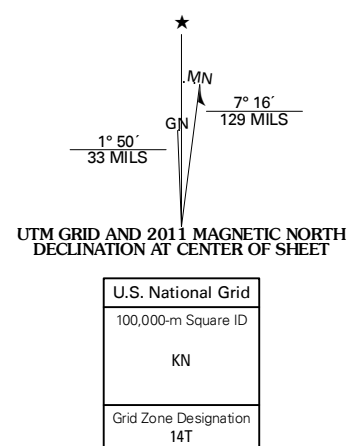 ★
.MN
7° 16´
129 MILS
GN
1° 50´
33 MILS
UTM GRID AND 2011 MAGNETIC NORTH
DECLINATION AT CENTER OF SHEET
U.S. National Grid
100,000-m Square ID
KN
Grid Zone Designation
14T